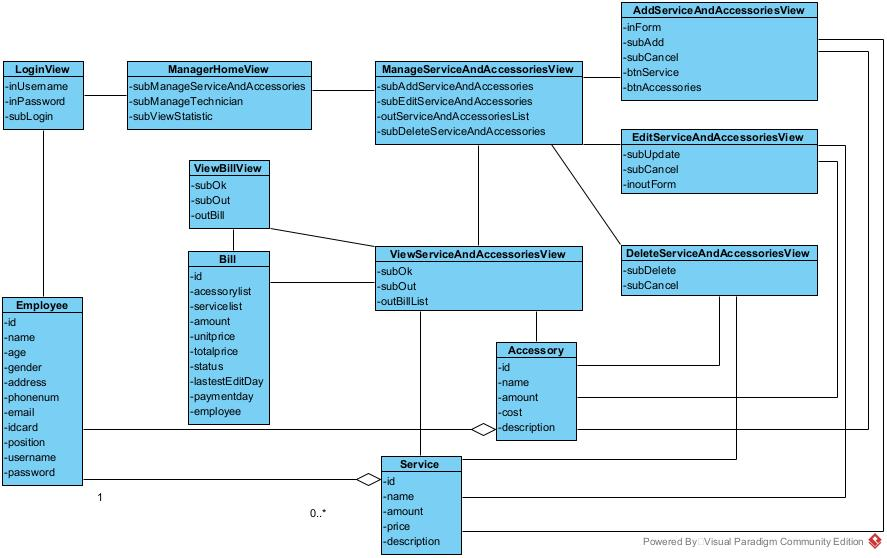 LoginView
-inUsername
-inPassword
-subLogin
ManagerHomeView
-subManageServiceAndAccessories
-subManageTechnician
-subViewStatistic
ManageServiceAndAccessoriesView
-subAddServiceAndAccessories
-subEditServiceAndAccessories
-outServiceAndAccessoriesList
-subDeleteServiceAndAccessories
AddServiceAndAccessoriesView
-inForm
-subAdd
-subCancel
-btnService
-btnAccessories
EditServiceAndAccessoriesView
-subUpdate
-subCancel
-inoutForm
ViewBillView
-subOk
-subOut
-outBill
Bill
-id
-acessorylist
-servicelist
-amount
-unitprice
-totalprice
-status
-lastestEditDay
-paymentday
-employee
ViewServiceAndAccessoriesView
-subOk
-subOut
-outBillList
DeleteServiceAndAccessoriesView
-subDelete
-subCancel
Employee
-id
-name
-age
-gender
-address
-phonenum
-email
-idcard
-position
-username
-password
Accessory
-id
-name
-amount
-cost
-description
Service
-id
-name
-amount
-price
-description
1
0..*
Powered By Visual Paradigm Community Edition